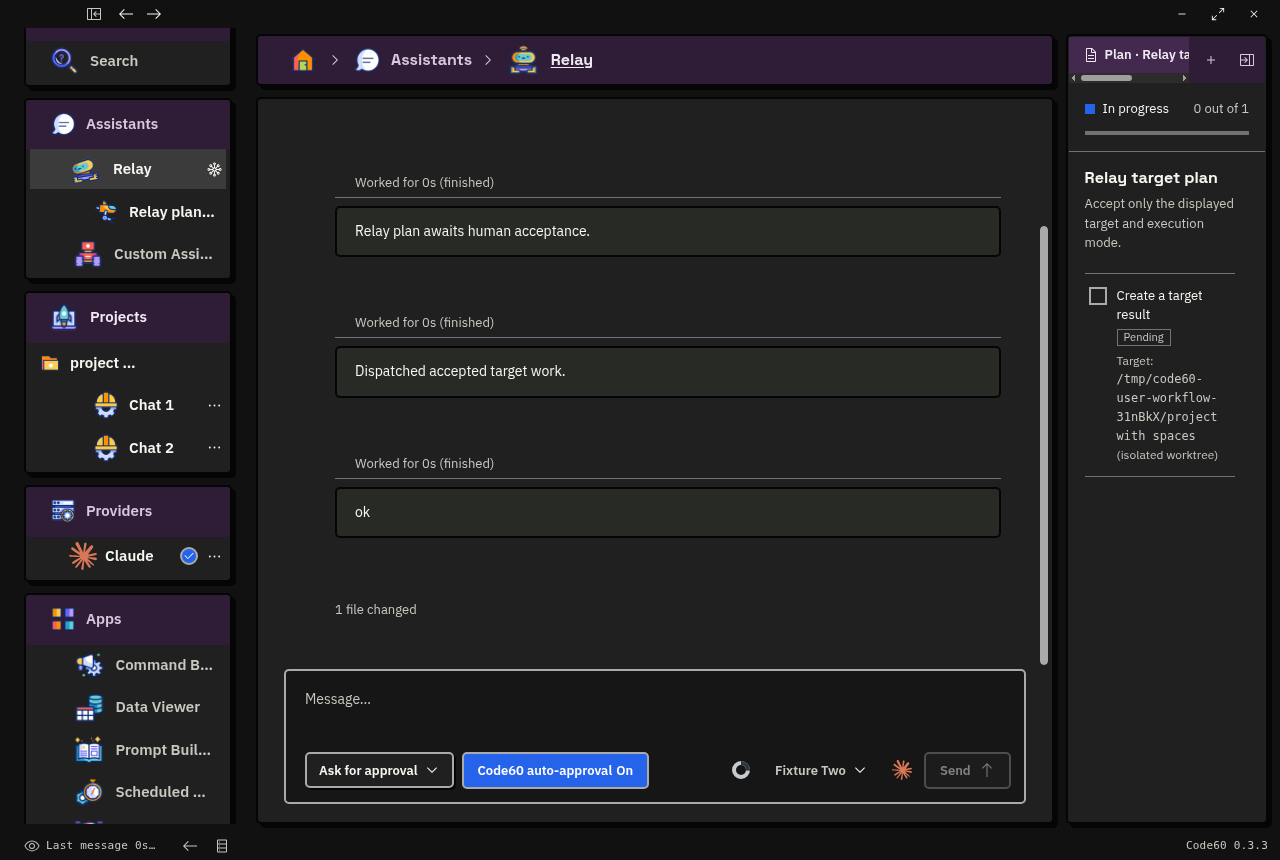 Search
Assistants
Relay
Relay plan...
Custom Assi...
Projects
project ...
Chat 1
Chat 2
Providers
Claude
Apps
Command B...
Data Viewer
Prompt Buil...
Scheduled ...
Assistants
Relay
Worked for 0s (finished)
Relay plan awaits human acceptance.
Worked for 0s (finished)
Dispatched accepted target work.
Worked for 0s (finished)
ok
1 file changed
Message...
Ask for approval
Code60 auto-approval On
Fixture Two
Send
Plan · Relay ta
In progress
0 out of 1
Relay target plan
Accept only the displayed
target and execution
mode.
Create a target
result
Pending
Target:
/tmp/code60-
user-workflow-
31nBkX/project
with spaces
(isolated worktree)
Last message 0s…
Code60 0.3.3